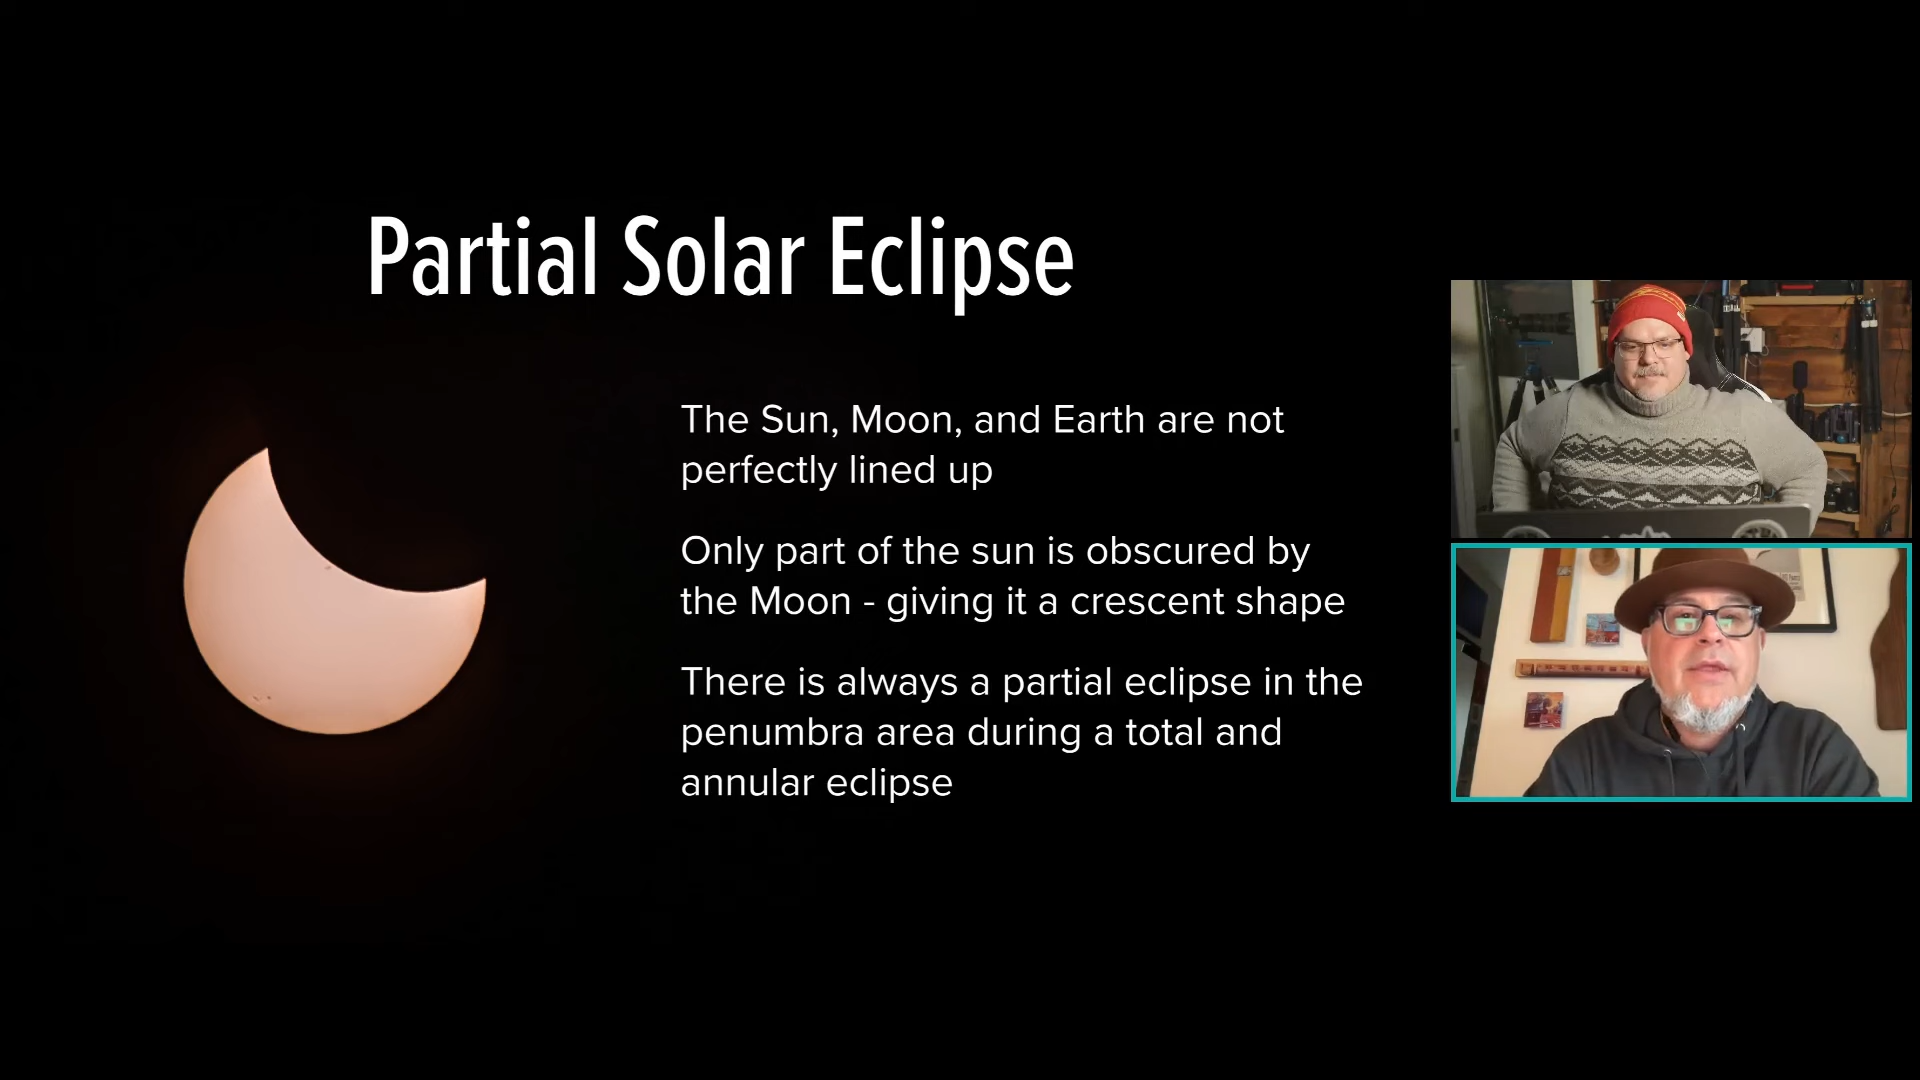 Partial Solar Eclipse
The Sun, Moon, and Earth are not
perfectly lined up
Only part of the sun is obscured by
the Moon - giving it a crescent shape
There is always a partial eclipse in the
penumbra area during a total and
annular eclipse